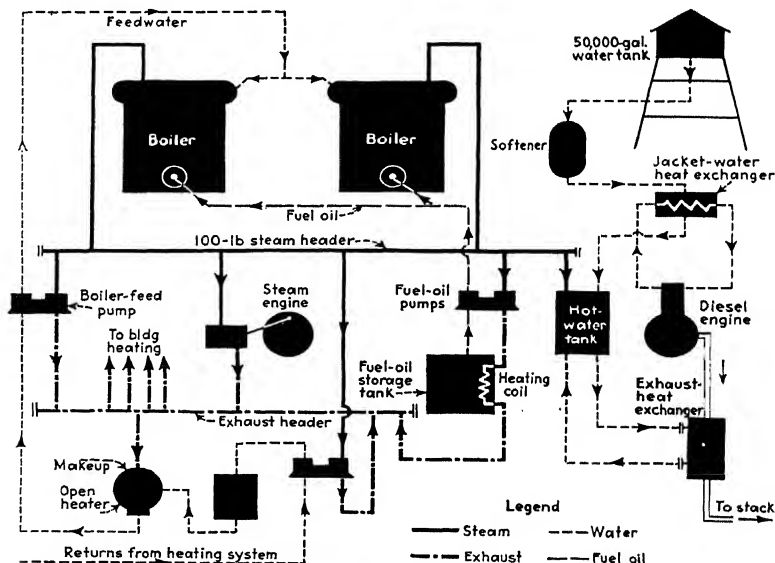 Feedwater
50,000-gal.
water tank
Boiler
Boiler
Softener
Jacket-water
heat exchanger
Fuel oil
100-lb steam header
Boiler-feed
pump
Steam
engine
Fuel-oil
pumps
Hot-
water
tank
Diesel
engine
To bldg
heating
Fuel-oil
storage
tank
Heating
coil
Exhaust-
heat
exchanger
Exhaust header
Makeup
Open
heater
To stack
Returns from heating system
Legend
Steam
Water
Exhaust
Fuel oil